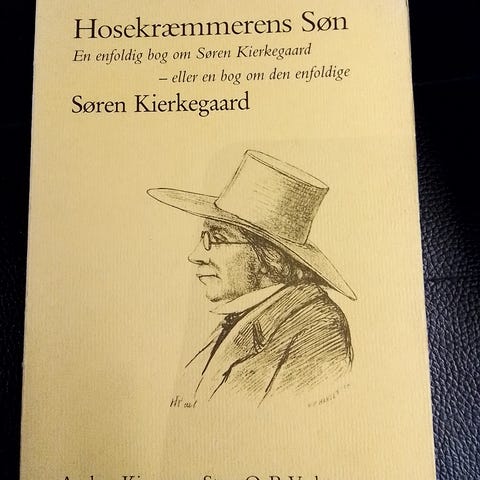 Hosekræmmerens Søn
En enfoldig bog om Søren Kierkegaard
– eller en bog om den enfoldige
Søren Kierkegaard